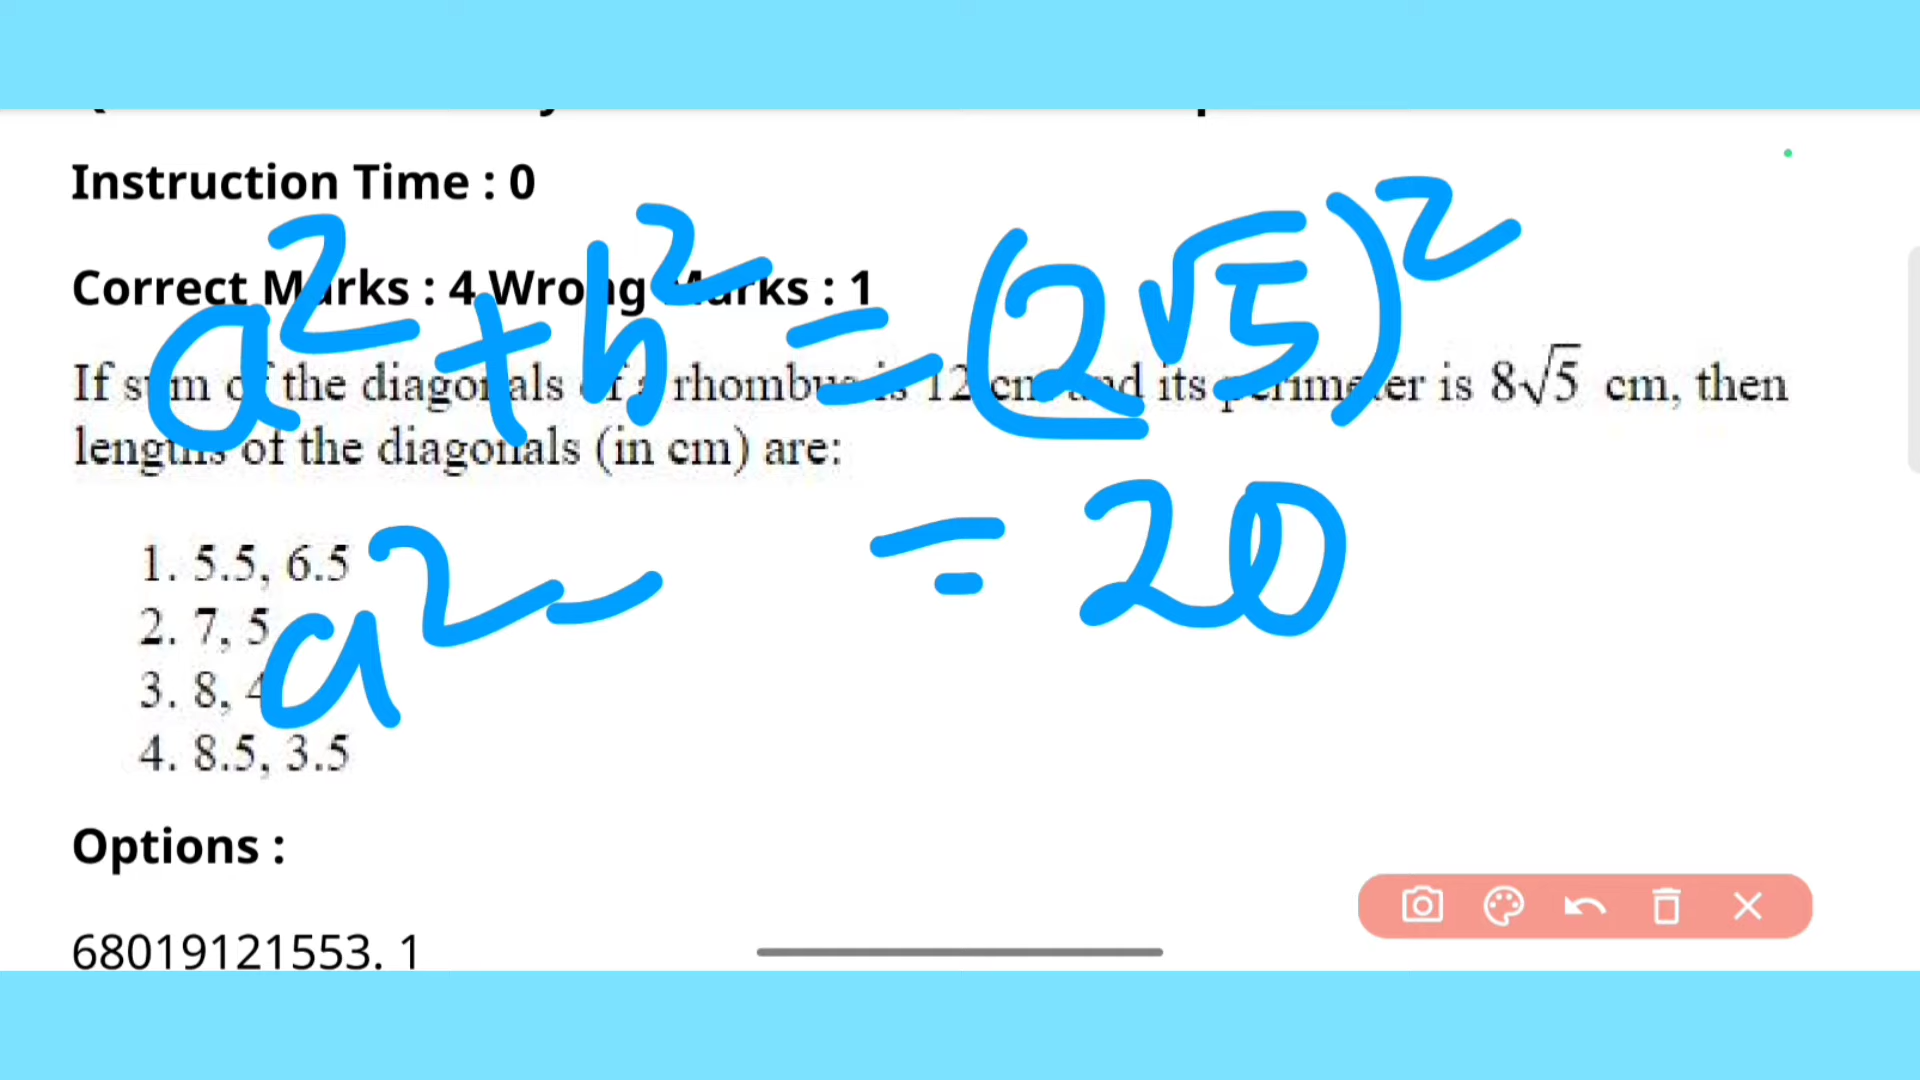 Instruction Time : 0
a² + b² = (2√5)²
Correct Marks : 4 Wrong Marks : 1
If sum of the diagonals of a rhombus is 12 cm and its perimeter is 8√5 cm, then
lengths of the diagonals (in cm) are:
= 20
1. 5.5, 6.5
a²
2. 7, 5
3. 8, 4
4. 8.5, 3.5
Options :
68019121553. 1